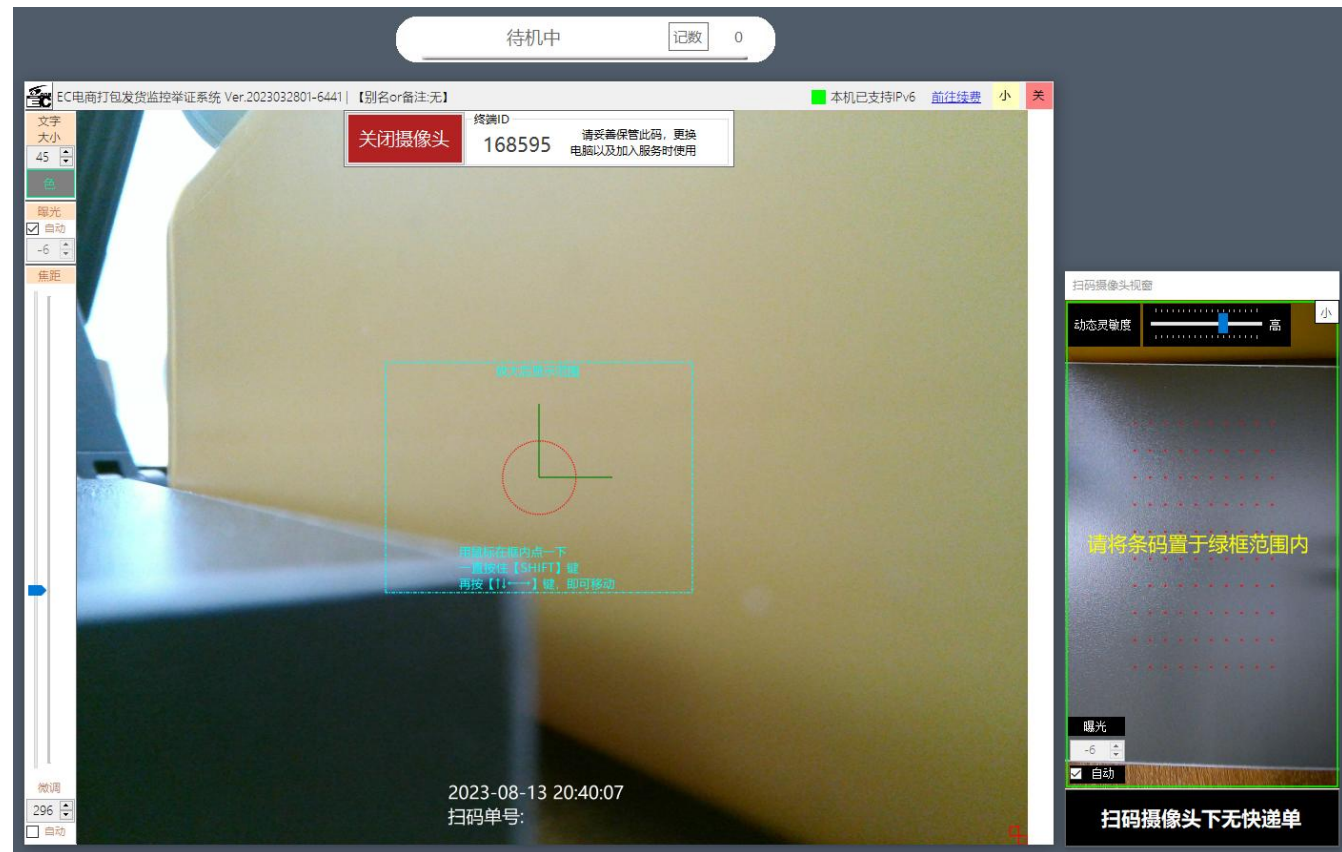 待机中
记数
0
EC电商打包发货监控举证系统 Ver.2023032801-6441| 【别名or备注:无】
本机已支持IPv6
前往续费
小
关
文字
大小
45
色
曝光
自动
-6
焦距
微调
296
自动
关闭摄像头
终端ID
168595
请妥善保管此码，更换
电脑以及加入服务时使用
用鼠标在框内点一下
一直按住【SHIFT】键
再按【↑↓←→】键，即可移动
2023-08-13 20:40:07
扫码单号:
扫码摄像头视窗
动态灵敏度
高
小
请将条码置于绿框范围内
曝光
-6
自动
扫码摄像头下无快递单